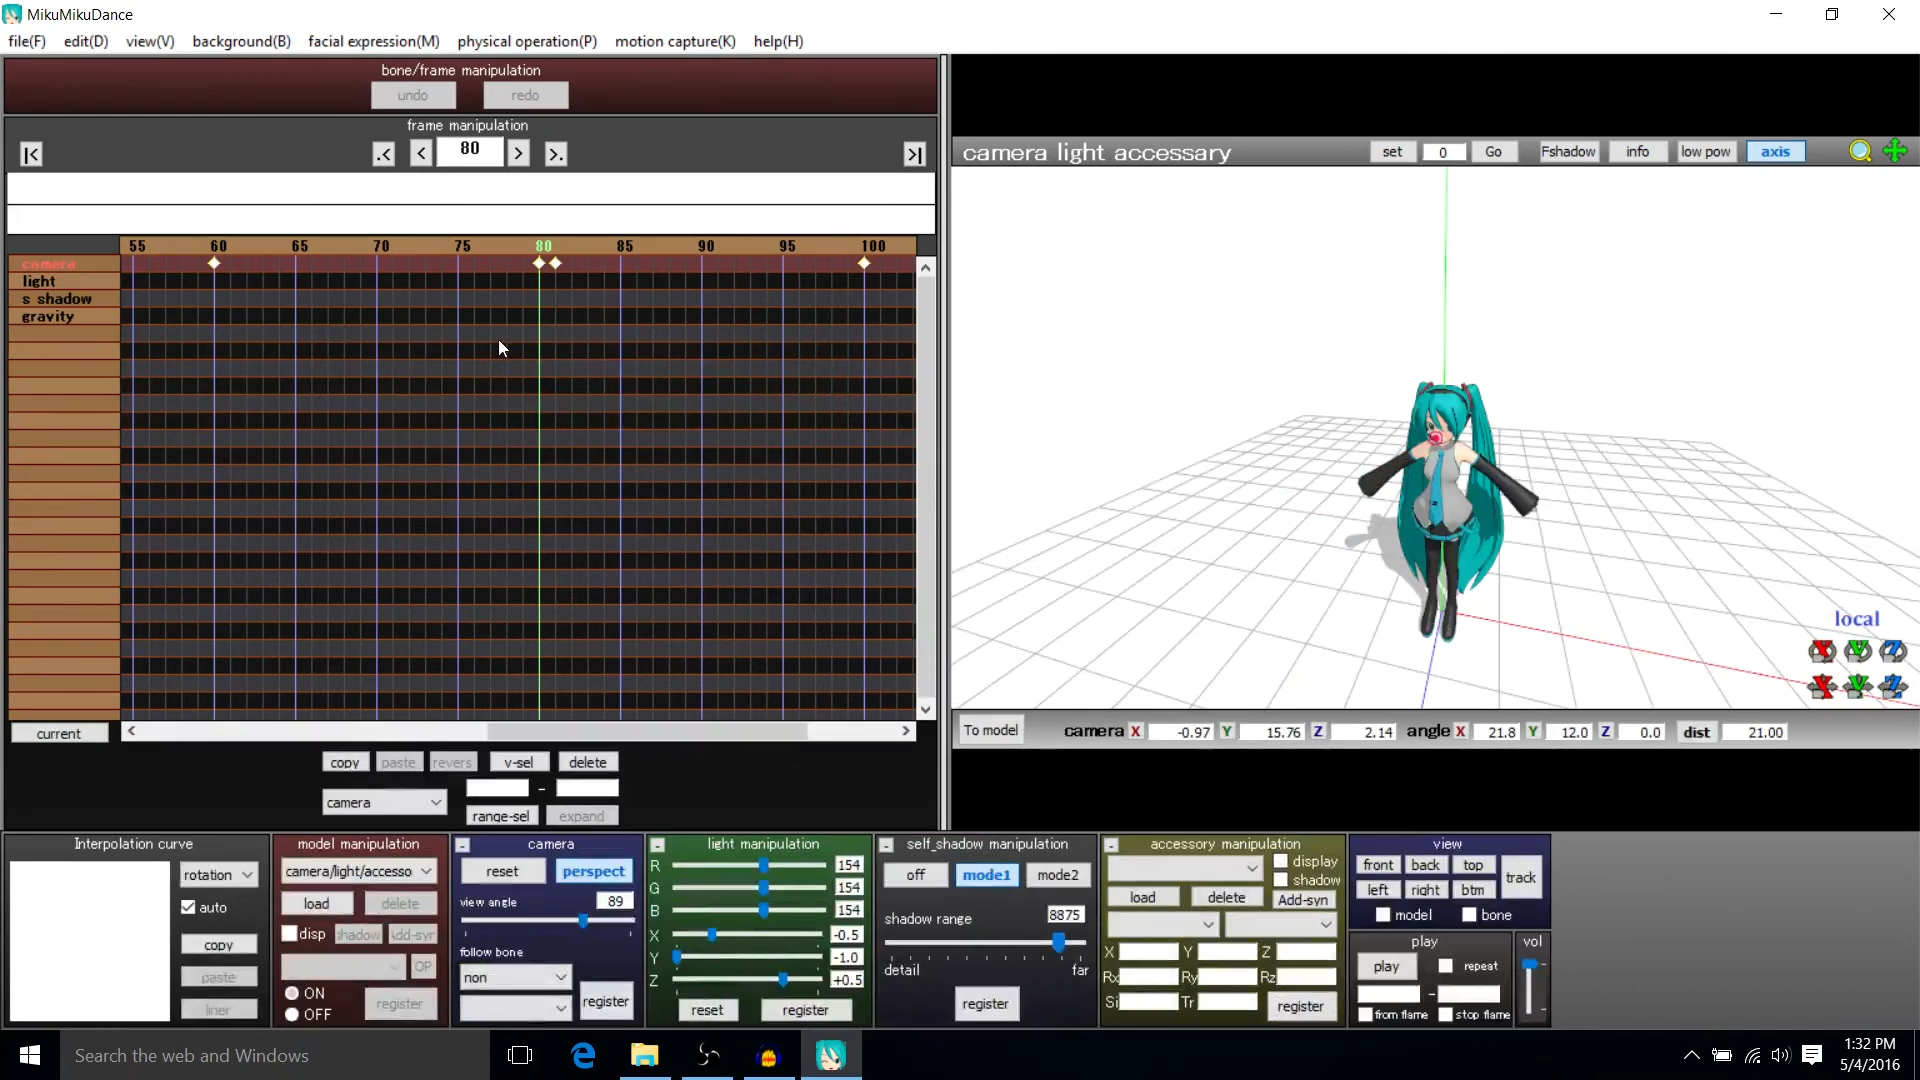 MikuMikuDance
file(F) edit(D) view(V) background(B) facial expression(M) physical operation(P) motion capture(K) help(H)
bone/frame manipulation
undo redo
frame manipulation
|< .< < 80 > >. >|
camera light accessary set 0 Go Fshadow info low pow axis
55 60 65 70 75 80 85 90 95 100
camera
light
s shadow
gravity
local
X Y Z
X Y Z
current
To model camera X -0.97 Y 15.76 Z 2.14 angle X 21.8 Y 12.0 Z 0.0 dist 21.00
copy paste revers v-sel delete
-
camera
range-sel expand
Interpolation curve
rotation
auto
copy
paste
liner
model manipulation
camera/light/accesso
load delete
disp shadow Add-syn
OP
ON
OFF
register
- camera
reset perspect
view angle 89
follow bone
non
register
- light manipulation
R 154
G 154
B 154
X -0.5
Y -1.0
Z +0.5
reset register
- self_shadow manipulation
off mode1 mode2
shadow range 8875
detail far
register
- accessory manipulation
display
shadow
load delete Add-syn
X Y Z
Rx Ry Rz
Si Tr register
view
front back top
left right btm
track
model bone
play
play repeat
-
from flame stop flame
vol
Search the web and Windows
1:32 PM
5/4/2016